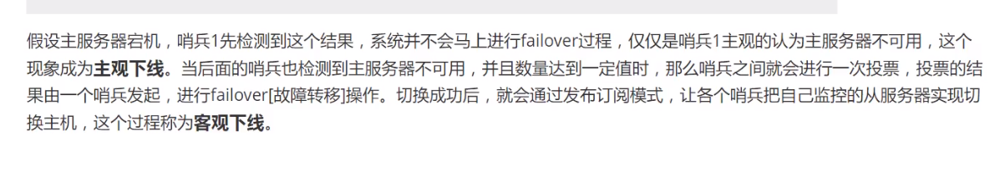 假设主服务器宕机，哨兵1先检测到这个结果，系统并不会马上进行failover过程，仅仅是哨兵1主观的认为主服务器不可用，这个
现象成为主观下线。当后面的哨兵也检测到主服务器不可用，并且数量达到一定值时，那么哨兵之间就会进行一次投票，投票的结
果由一个哨兵发起，进行failover[故障转移]操作。切换成功后，就会通过发布订阅模式，让各个哨兵把自己监控的从服务器实现切
换主机，这个过程称为客观下线。